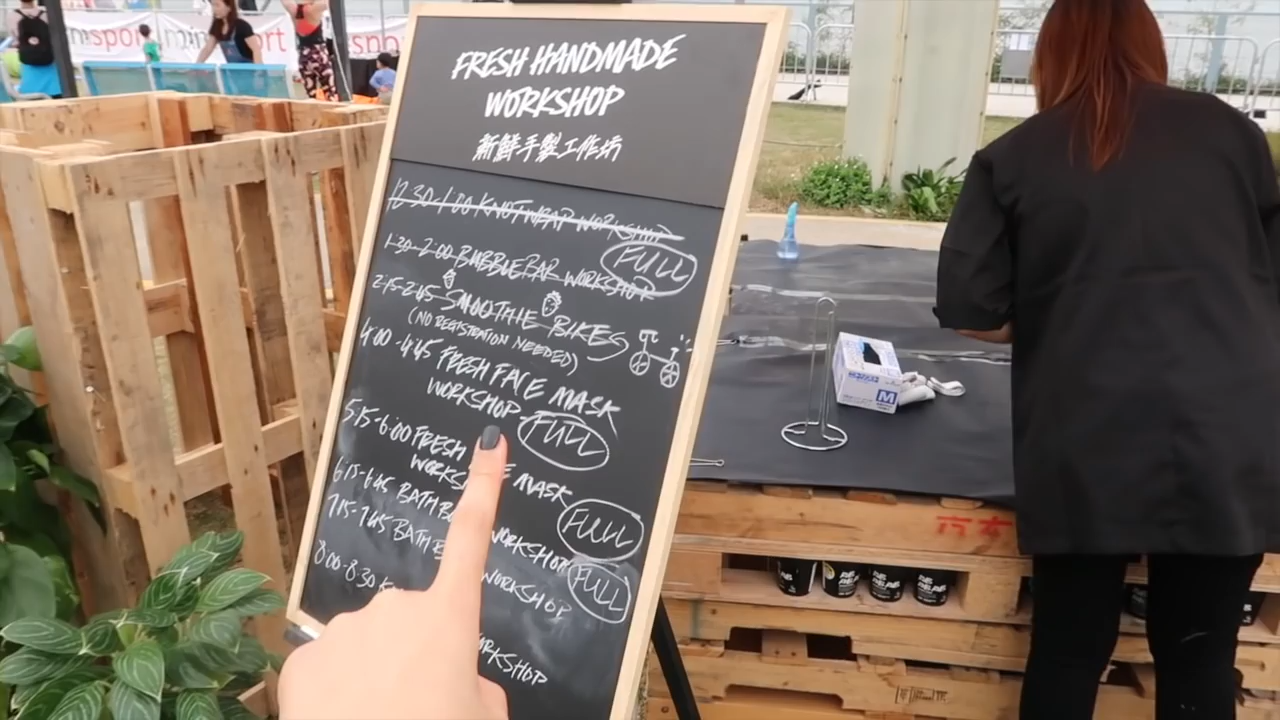 FRESH HANDMADE
WORKSHOP
新鮮手製工作坊
12:30-1:00 KNOT WRAP WORKSHOP
FULL
1:30-2:00 BUBBLE BAR WORKSHOP
2:15-2:45 SMOOTHIE BIKES
(NO REGISTRATION NEEDED)
4:00-4:45 FRESH FACE MASK
WORKSHOP FULL
5:15-6:00 FRESH MASK
FULL
6:15-6:45 BATH WORKSHOP
FULL
7:15-7:45 BATH WORKSHOP
8:00-8:30
M